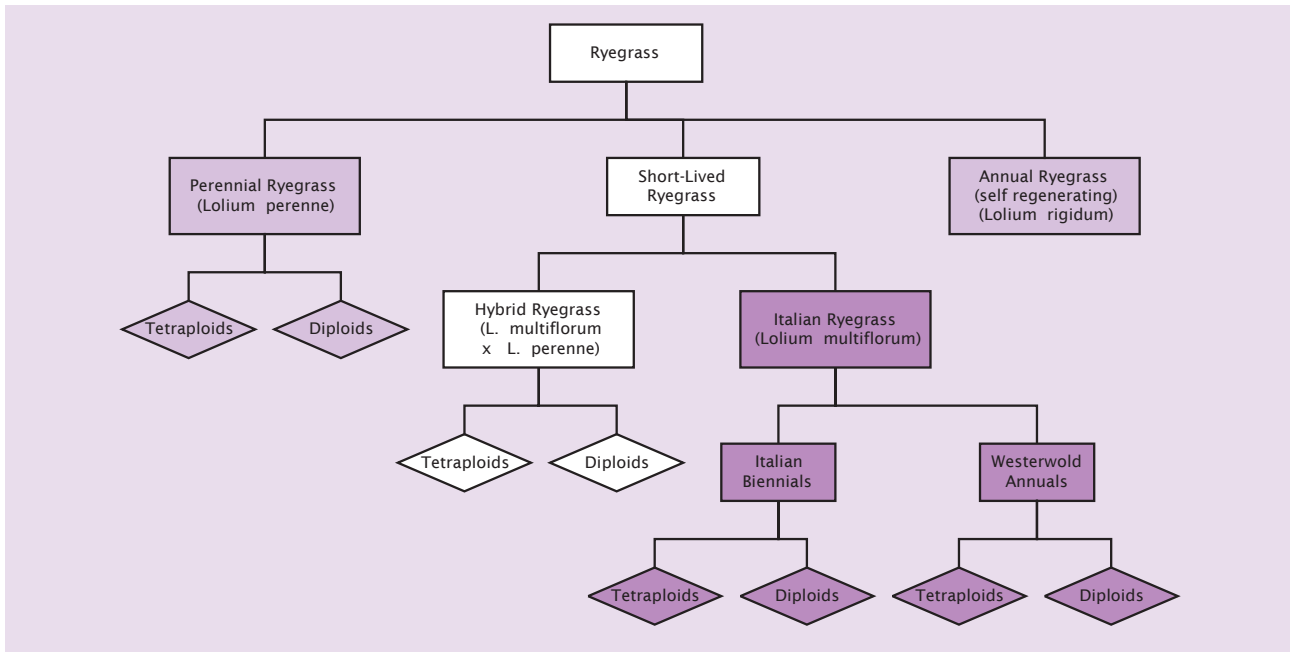 Ryegrass
Perennial Ryegrass
(Lolium perenne)
Short-Lived
Ryegrass
Annual Ryegrass
(self regenerating)
(Lolium rigidum)
Tetraploids
Diploids
Hybrid Ryegrass
(L. multiflorum
x L. perenne)
Italian Ryegrass
(Lolium multiflorum)
Tetraploids
Diploids
Italian
Biennials
Westerwold
Annuals
Tetraploids
Diploids
Tetraploids
Diploids